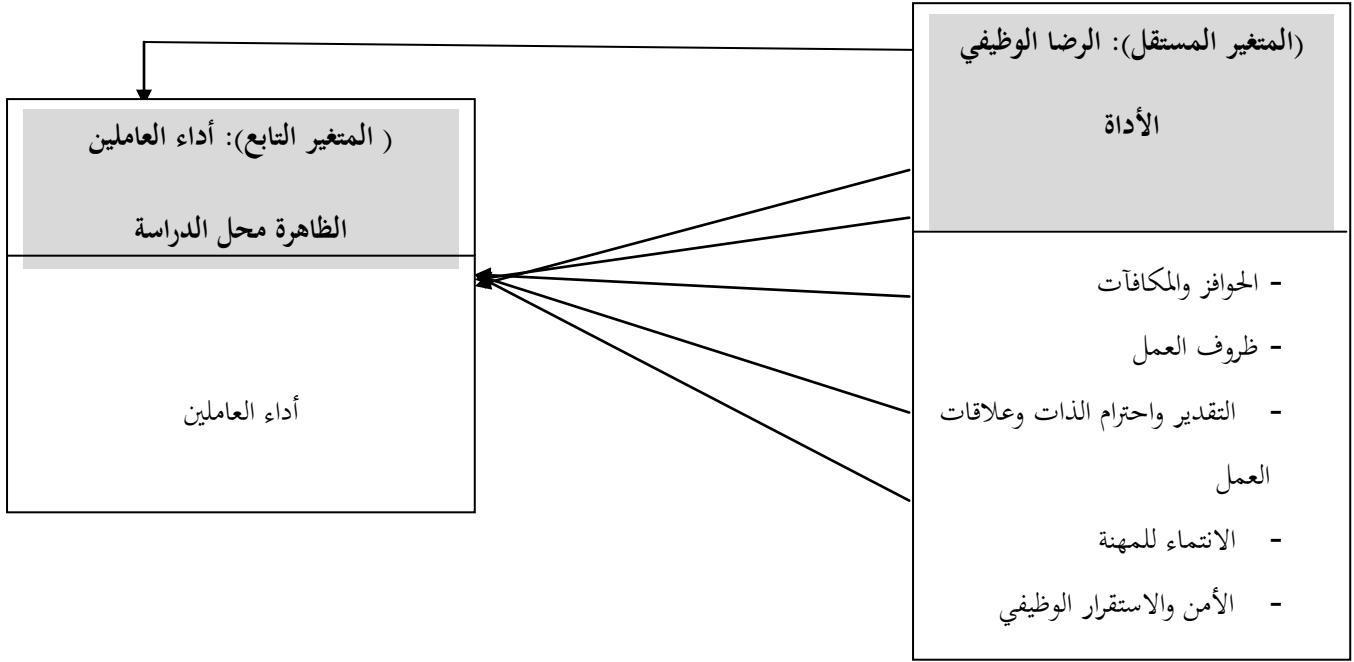 (المتغير المستقل): الرضا الوظيفي
الأداة
- الحوافز والمكافآت
- ظروف العمل
- التقدير واحترام الذات وعلاقات
العمل
- الانتماء للمهنة
- الأمن والاستقرار الوظيفي
( المتغير التابع): أداء العاملين
الظاهرة محل الدراسة
أداء العاملين